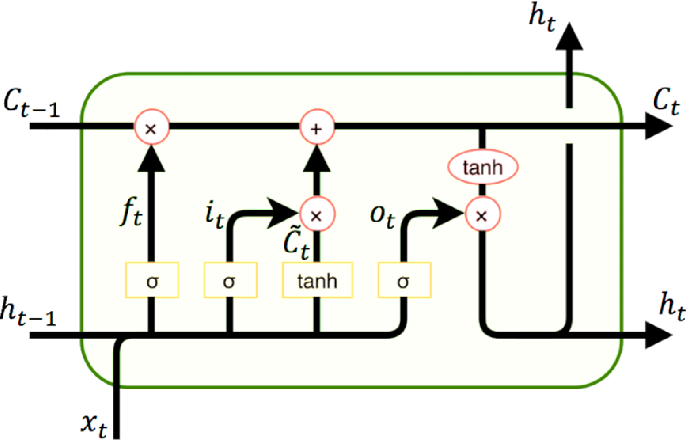 h_t
C_{t-1}
C_t
×
+
tanh
f_t
i_t
×
o_t
×
C̃_t
σ
σ
tanh
σ
h_{t-1}
h_t
x_t